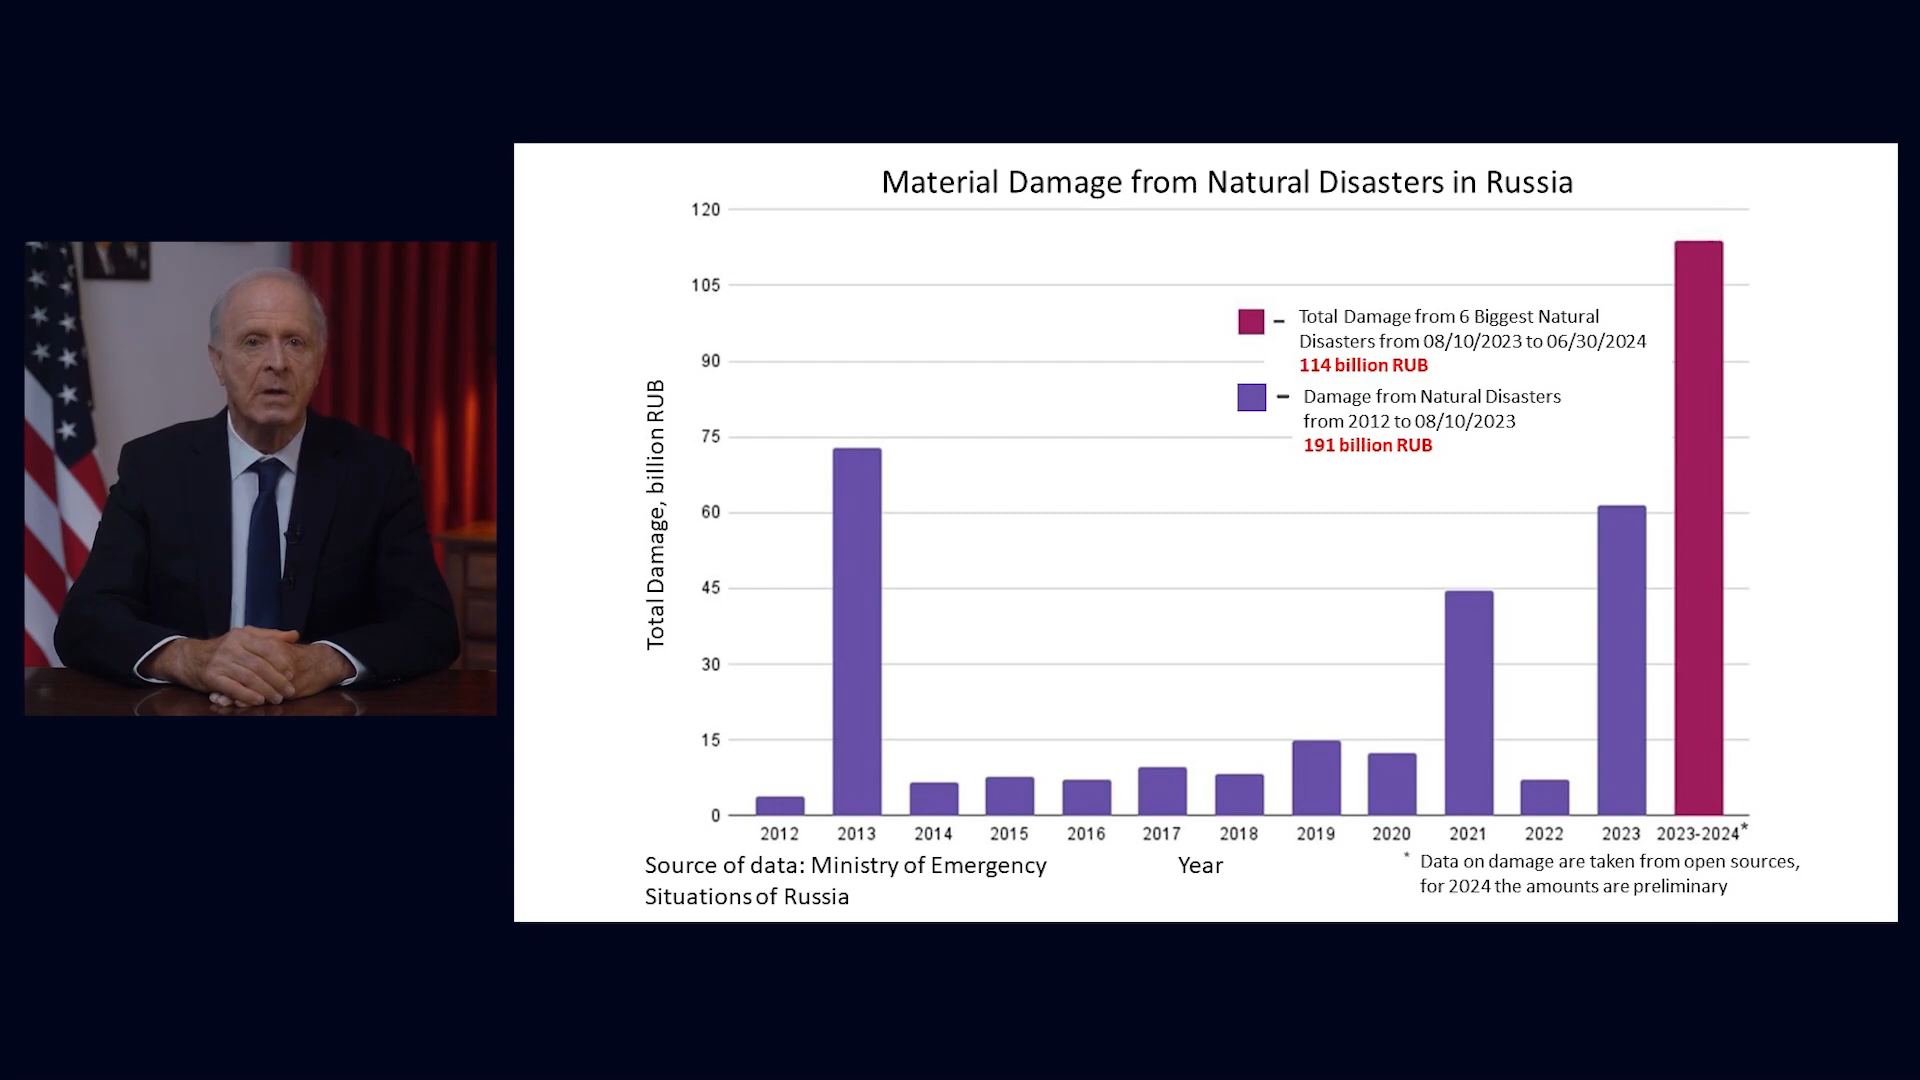 Material Damage from Natural Disasters in Russia
120
105
90
75
60
45
30
15
0
Total Damage, billion RUB
– Total Damage from 6 Biggest Natural
Disasters from 08/10/2023 to 06/30/2024
114 billion RUB
– Damage from Natural Disasters
from 2012 to 08/10/2023
191 billion RUB
2012 2013 2014 2015 2016 2017 2018 2019 2020 2021 2022 2023 2023-2024*
Year
Source of data: Ministry of Emergency
Situations of Russia
* Data on damage are taken from open sources,
for 2024 the amounts are preliminary